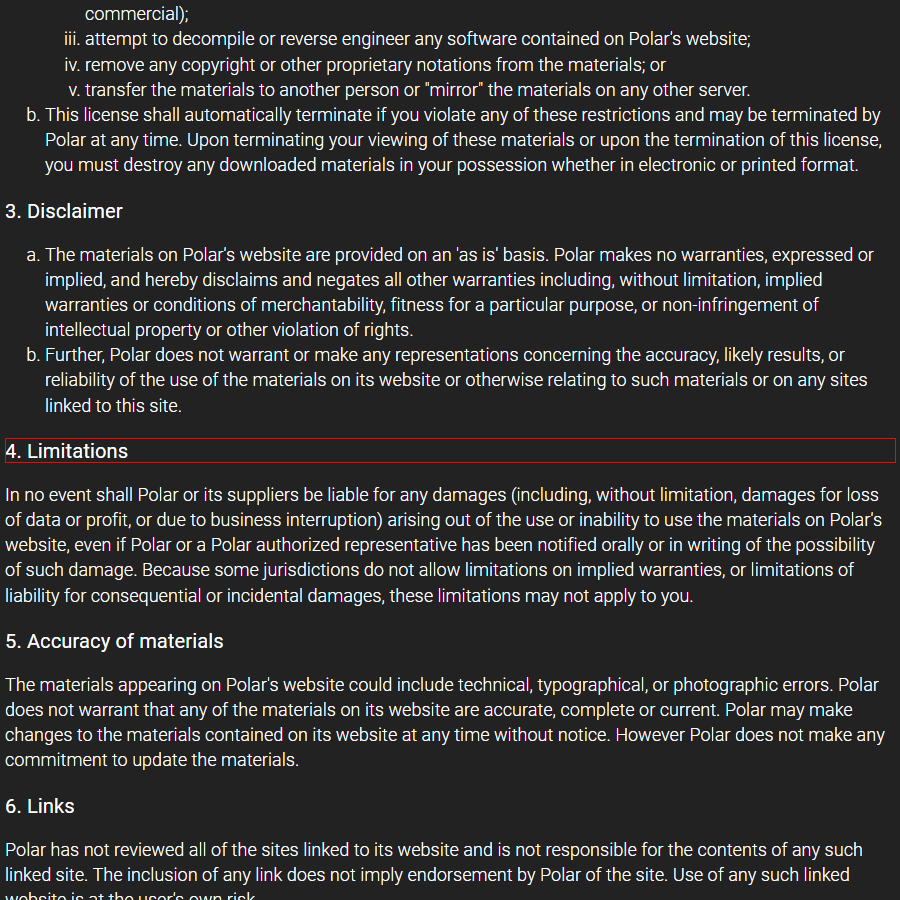 commercial);
iii. attempt to decompile or reverse engineer any software contained on Polar's website;
iv. remove any copyright or other proprietary notations from the materials; or
v. transfer the materials to another person or "mirror" the materials on any other server.
b. This license shall automatically terminate if you violate any of these restrictions and may be terminated by
Polar at any time. Upon terminating your viewing of these materials or upon the termination of this license,
you must destroy any downloaded materials in your possession whether in electronic or printed format.
3. Disclaimer
a. The materials on Polar's website are provided on an 'as is' basis. Polar makes no warranties, expressed or
implied, and hereby disclaims and negates all other warranties including, without limitation, implied
warranties or conditions of merchantability, fitness for a particular purpose, or non-infringement of
intellectual property or other violation of rights.
b. Further, Polar does not warrant or make any representations concerning the accuracy, likely results, or
reliability of the use of the materials on its website or otherwise relating to such materials or on any sites
linked to this site.
4. Limitations
In no event shall Polar or its suppliers be liable for any damages (including, without limitation, damages for loss
of data or profit, or due to business interruption) arising out of the use or inability to use the materials on Polar's
website, even if Polar or a Polar authorized representative has been notified orally or in writing of the possibility
of such damage. Because some jurisdictions do not allow limitations on implied warranties, or limitations of
liability for consequential or incidental damages, these limitations may not apply to you.
5. Accuracy of materials
The materials appearing on Polar's website could include technical, typographical, or photographic errors. Polar
does not warrant that any of the materials on its website are accurate, complete or current. Polar may make
changes to the materials contained on its website at any time without notice. However Polar does not make any
commitment to update the materials.
6. Links
Polar has not reviewed all of the sites linked to its website and is not responsible for the contents of any such
linked site. The inclusion of any link does not imply endorsement by Polar of the site. Use of any such linked
website is at the user's own risk.